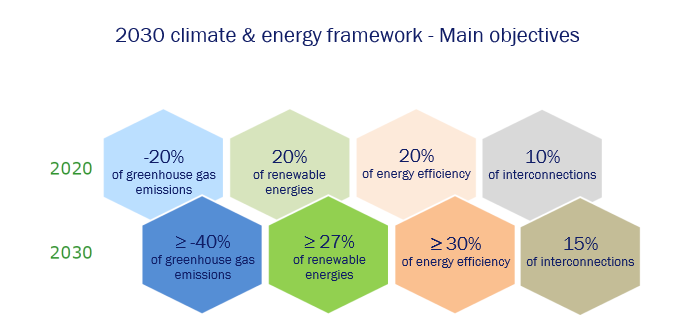 2030 climate & energy framework - Main objectives
2020
-20%
of greenhouse gas
emissions
20%
of renewable
energies
20%
of energy efficiency
10%
of interconnections
2030
≥ -40%
of greenhouse gas
emissions
≥ 27%
of renewable
energies
≥ 30%
of energy efficiency
15%
of interconnections